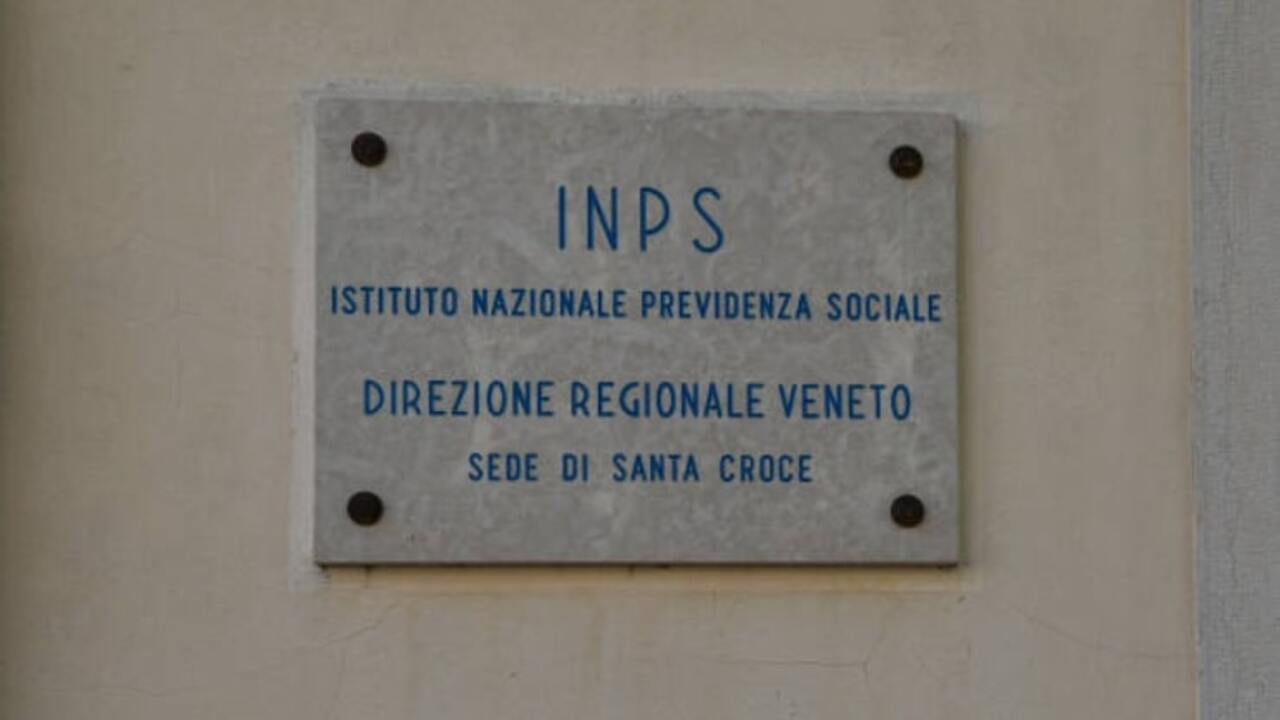 INPS
ISTITUTO NAZIONALE PREVIDENZA SOCIALE
DIREZIONE REGIONALE VENETO
SEDE DI SANTA CROCE